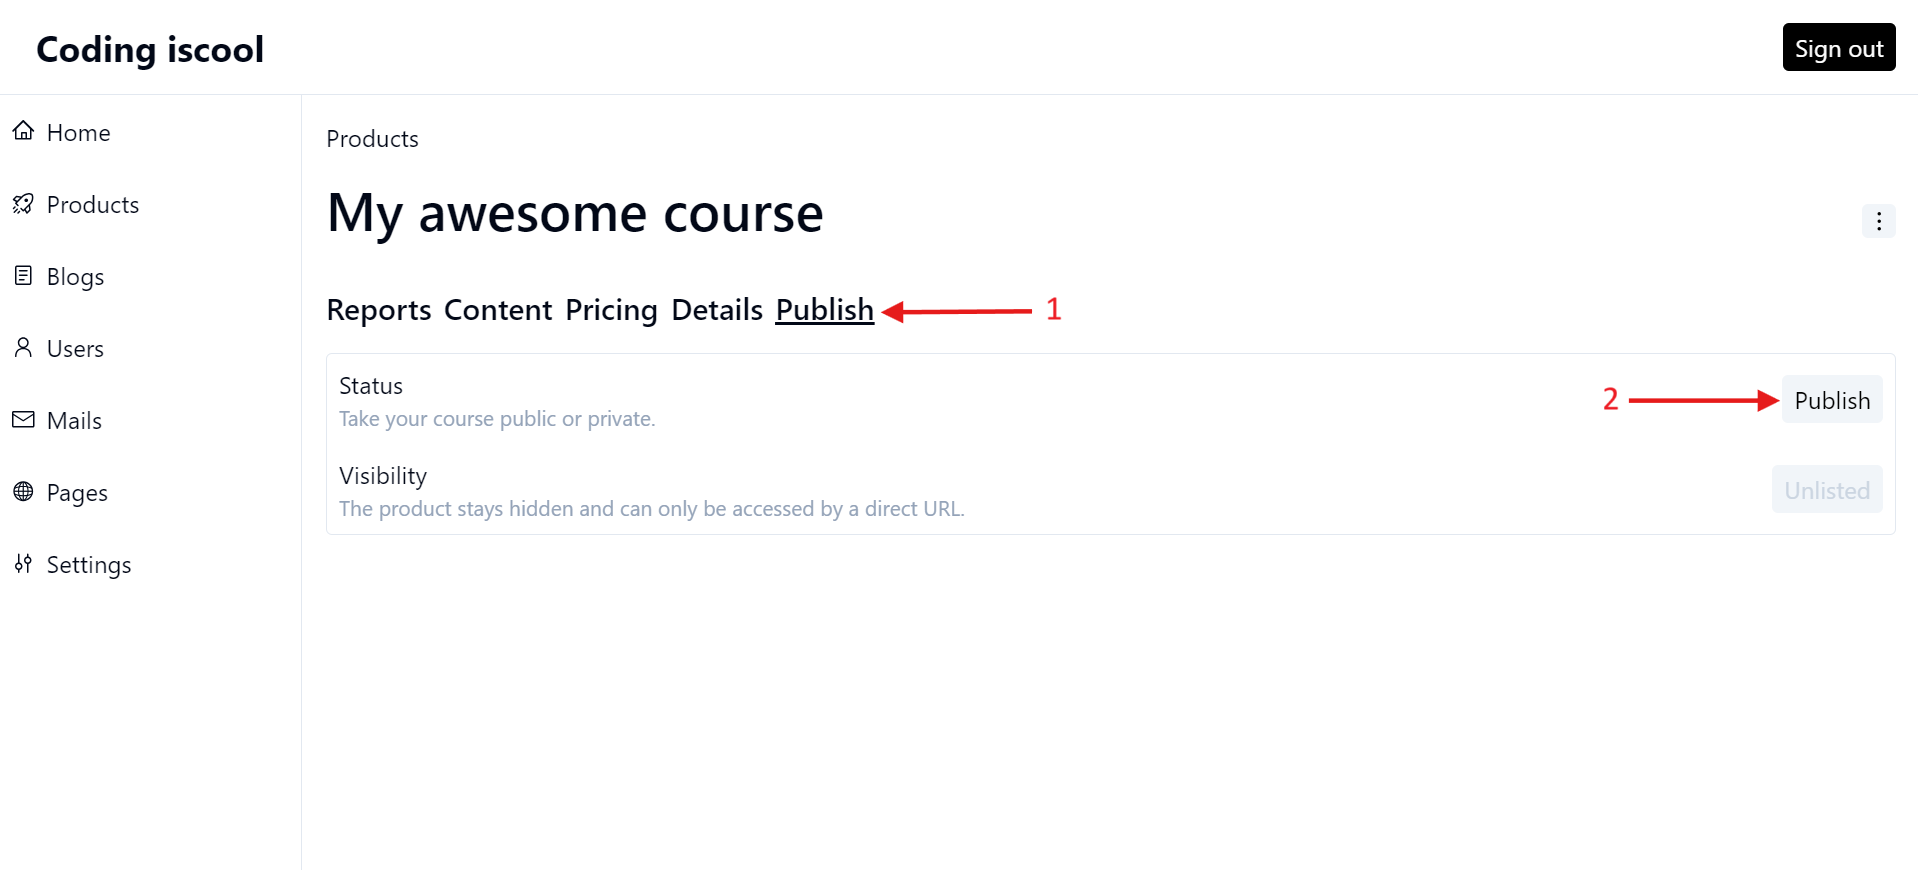 Coding iscool
Sign out
Home
Products
Blogs
Users
Mails
Pages
Settings
Products
My awesome course
Reports Content Pricing Details Publish 1
Status
Take your course public or private.
2 Publish
Visibility
The product stays hidden and can only be accessed by a direct URL.
Unlisted